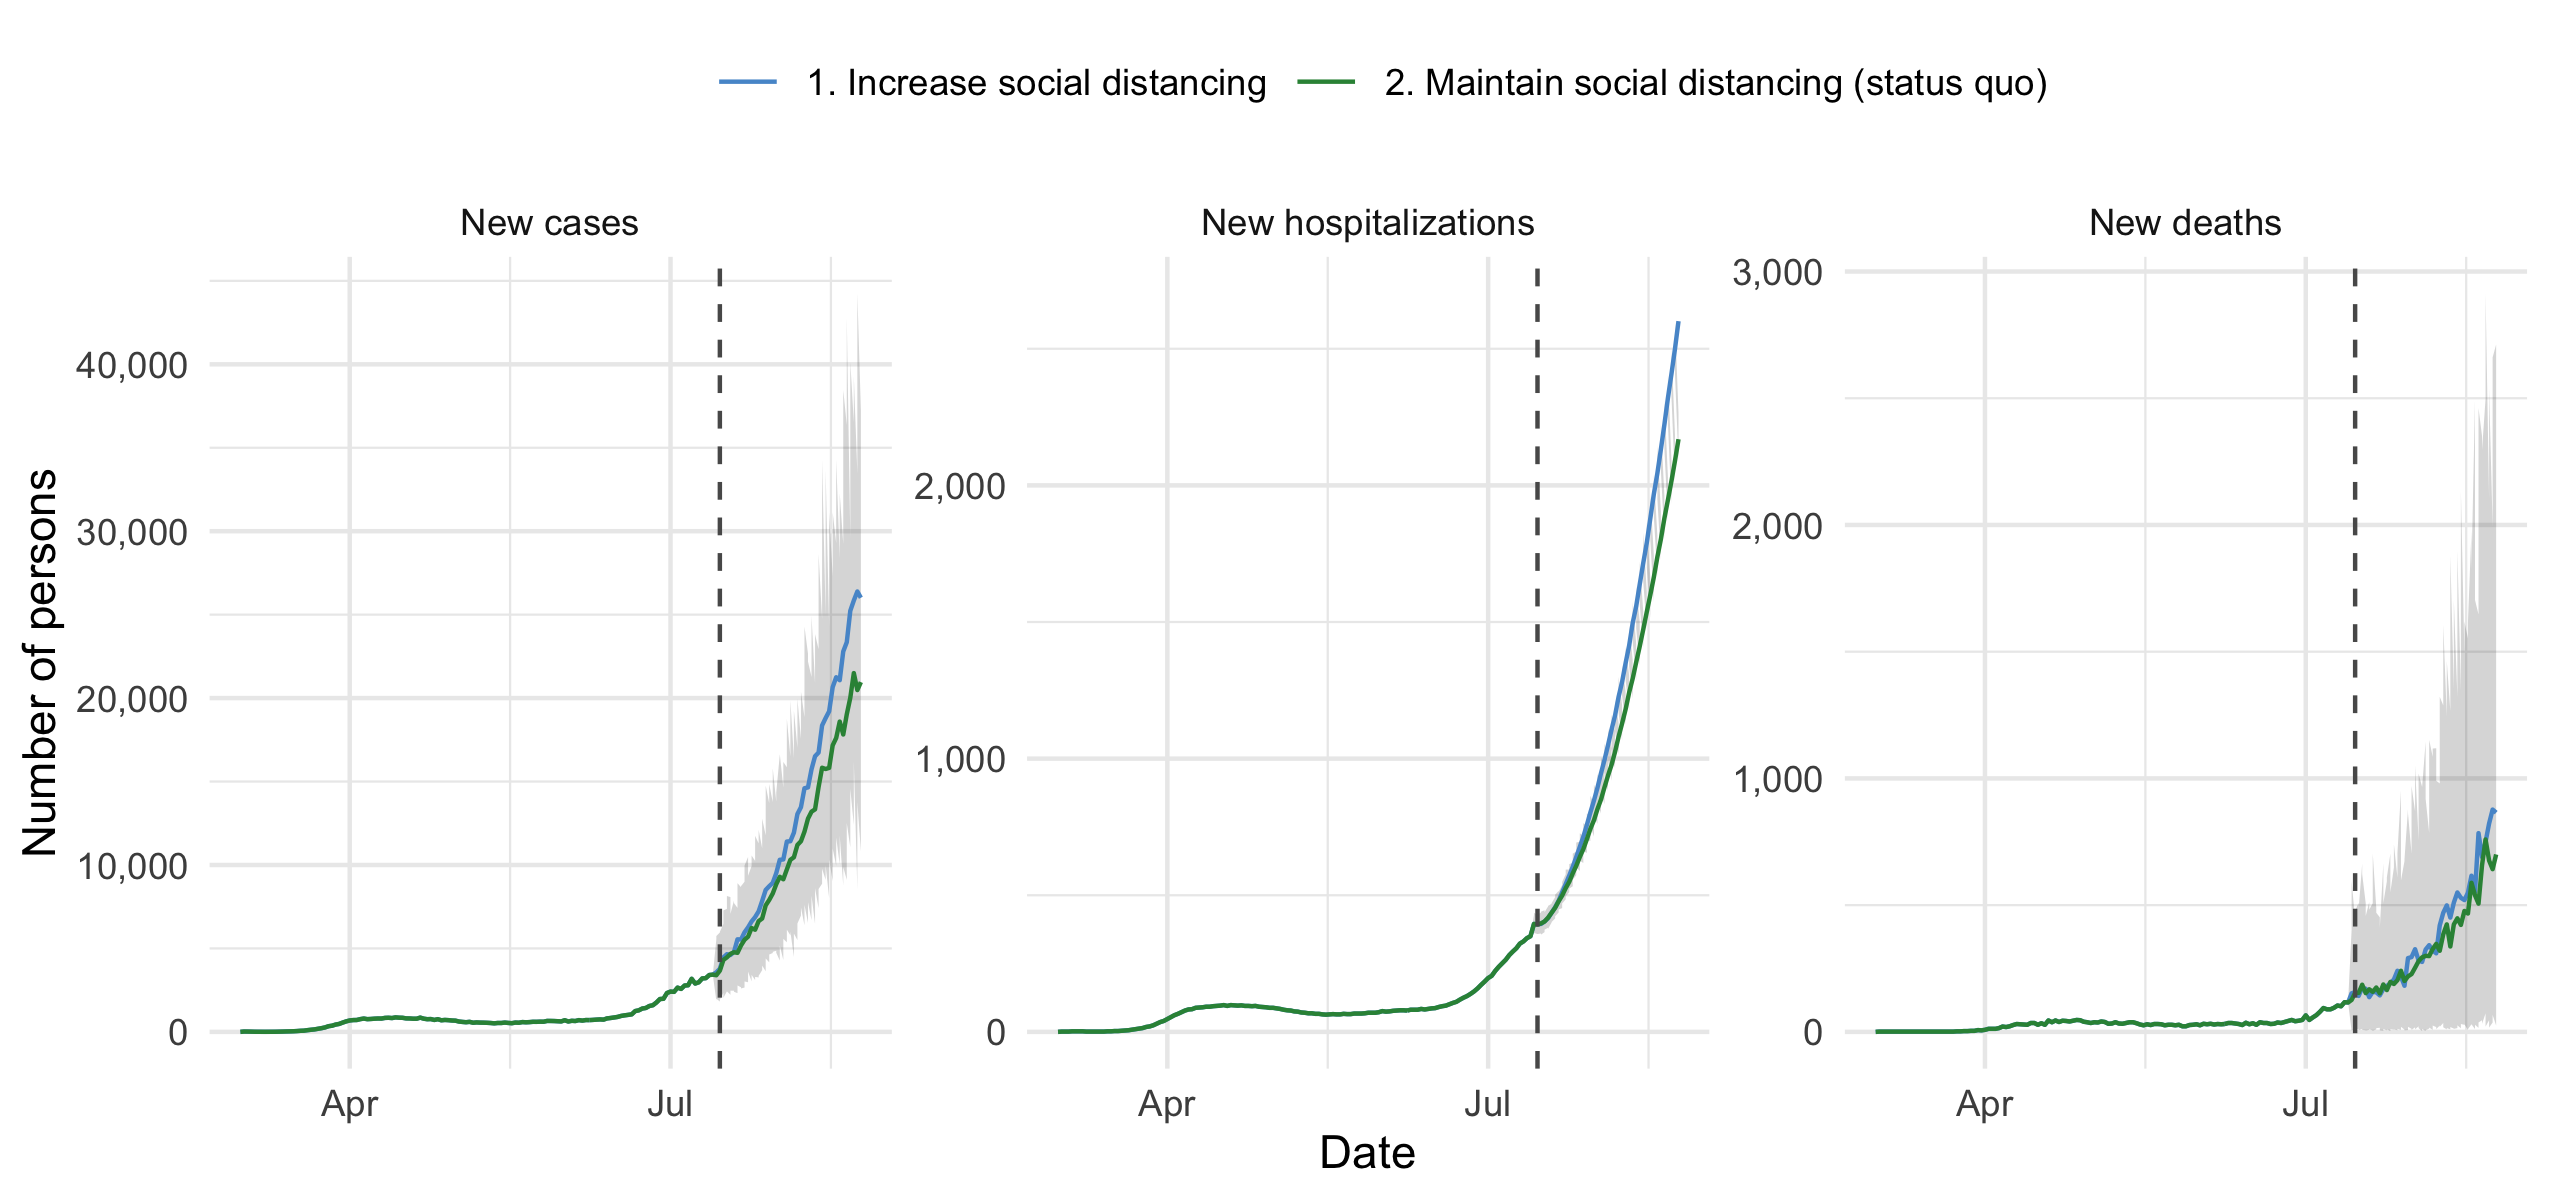 1. Increase social distancing
2. Maintain social distancing (status quo)
New cases
New hospitalizations
New deaths
Number of persons
40,000
30,000
20,000
10,000
0
2,000
1,000
0
3,000
2,000
1,000
0
Apr
Jul
Apr
Jul
Apr
Jul
Date